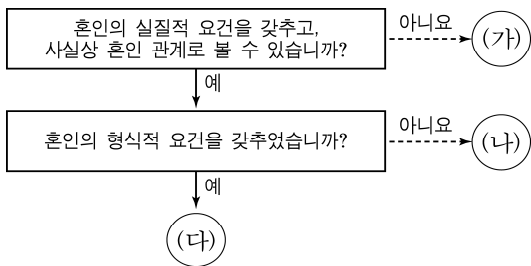 혼인의 실질적 요건을 갖추고,
사실상 혼인 관계로 볼 수 있습니까?
아니요
(가)
예
혼인의 형식적 요건을 갖추었습니까?
아니요
(나)
예
(다)